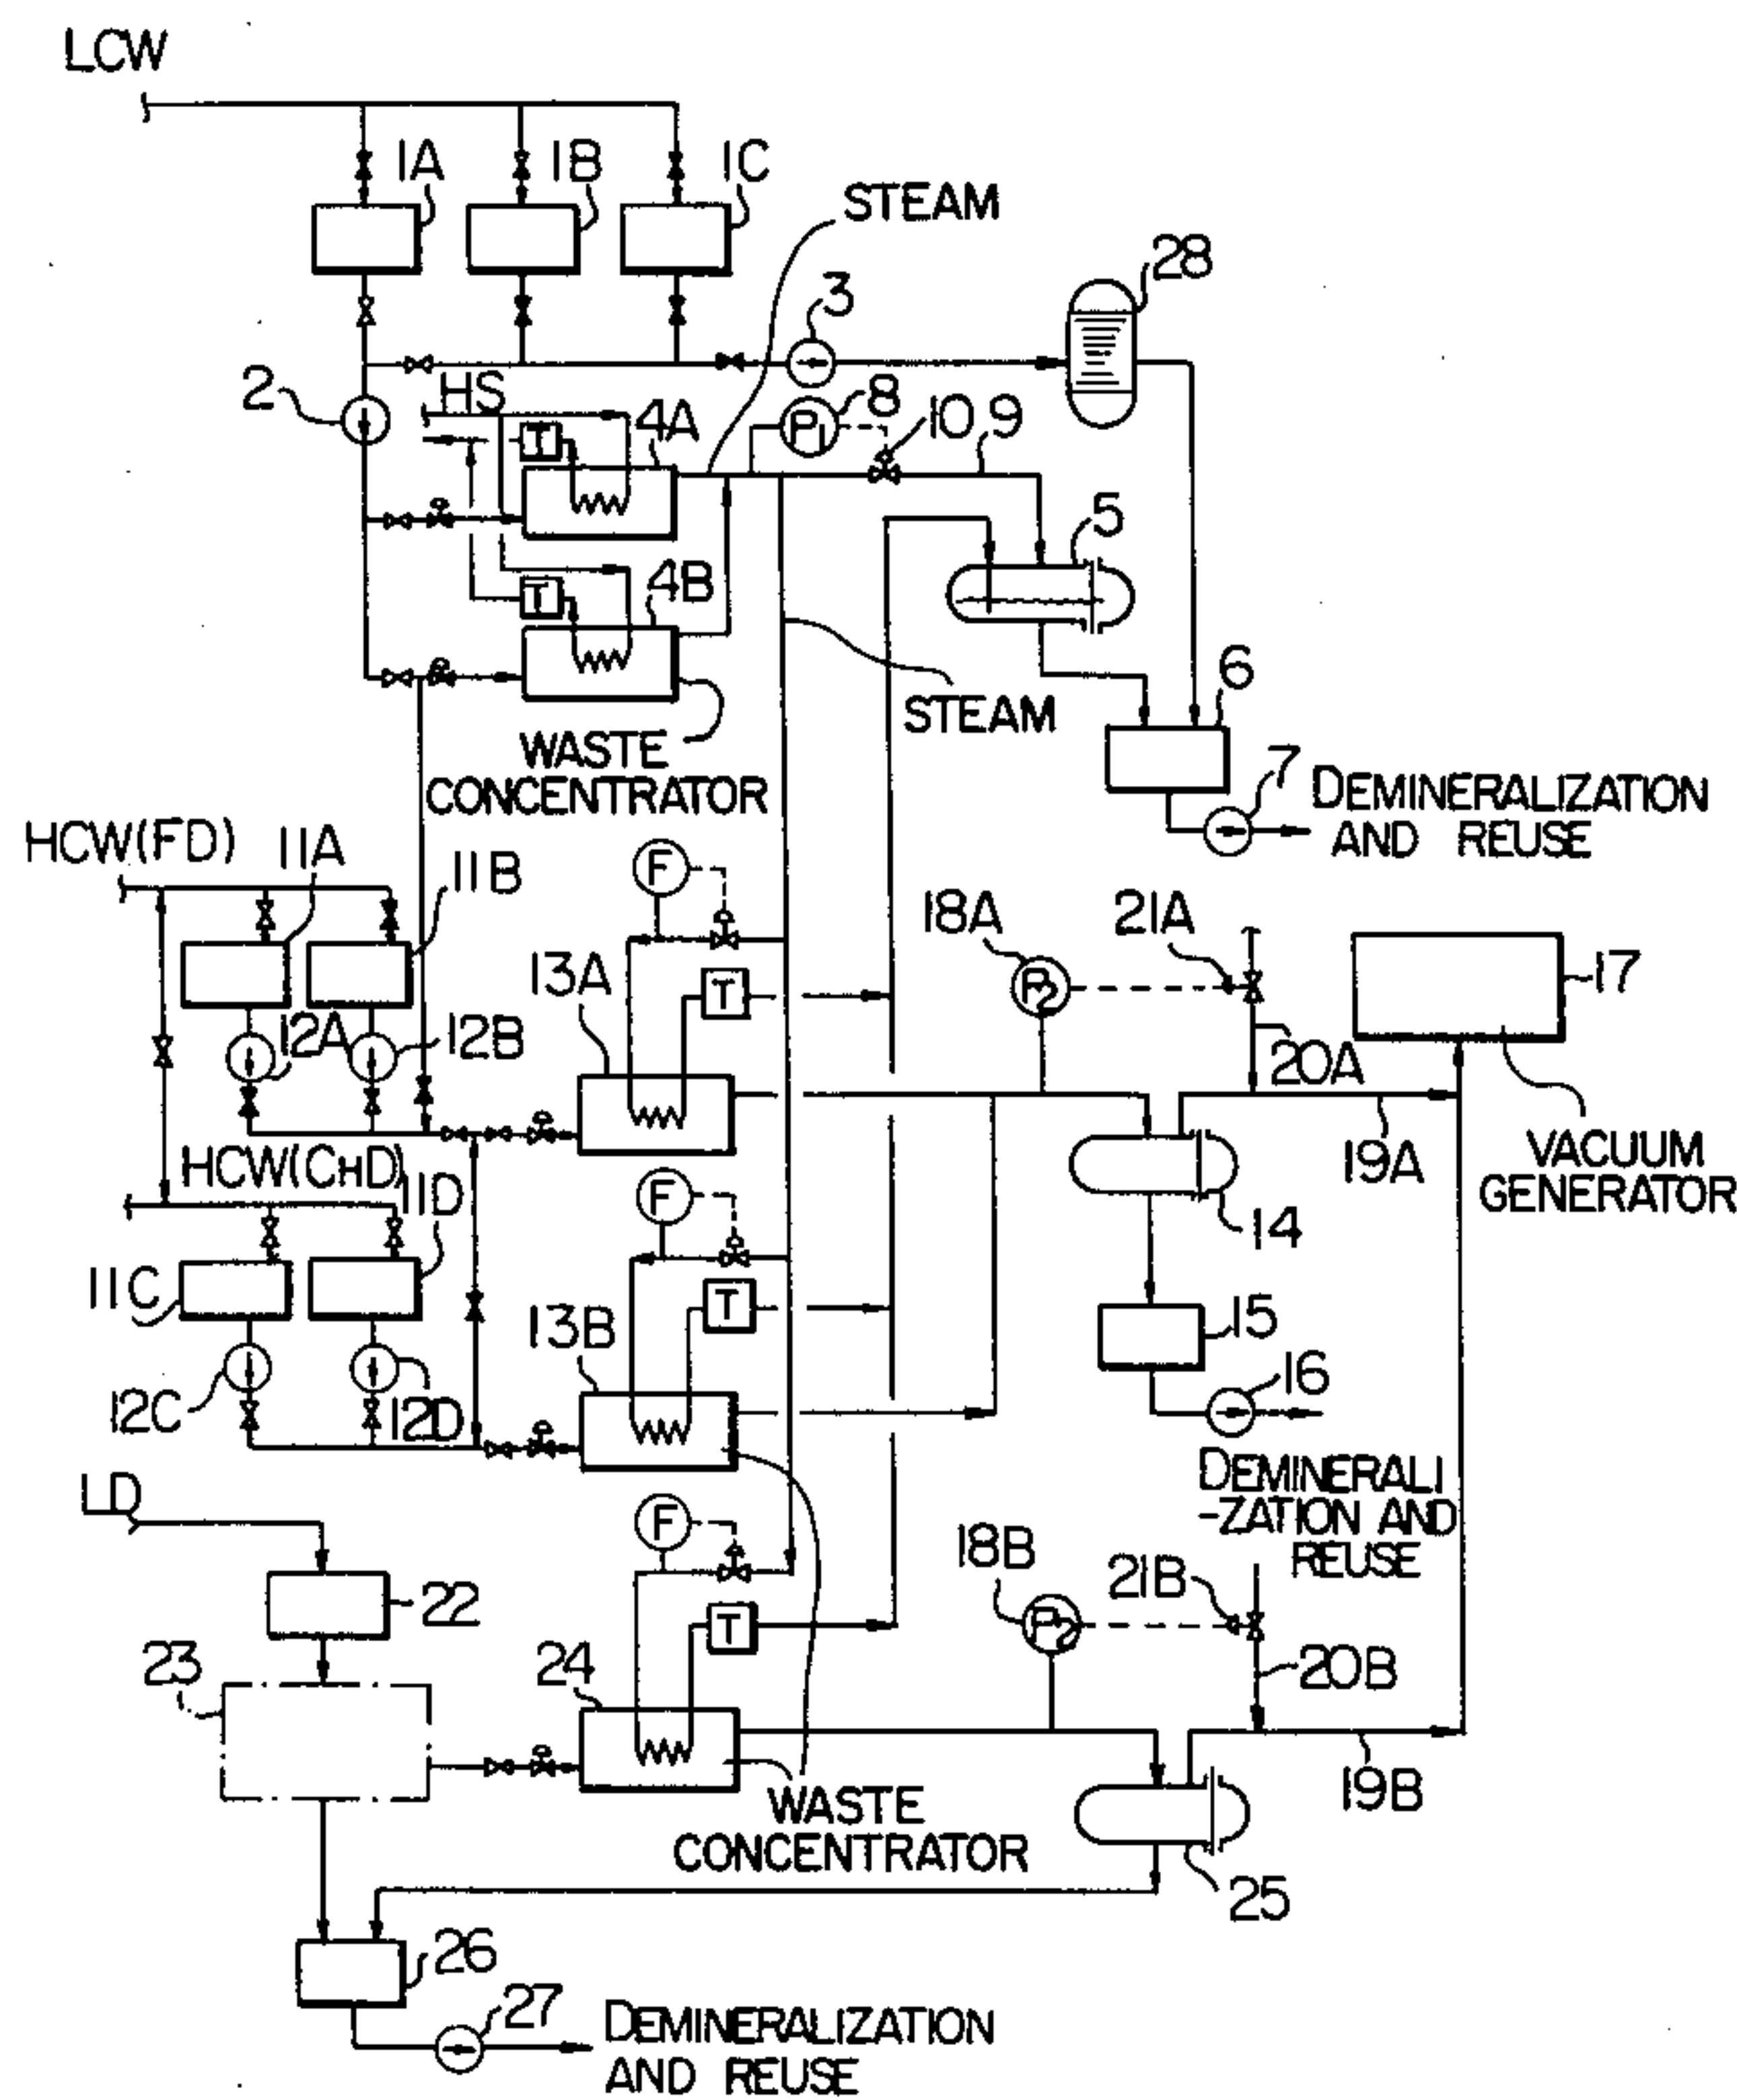 LCW
1A
1B
1C
STEAM
28
3
2
HS
4A
P1
8
10
9
T
5
4B
T
6
STEAM
WASTE
CONCENTRATOR
7
DEMINERALIZATION
AND REUSE
HCW(FD)
11A
11B
F
18A
21A
17
13A
T
P2
12A
12B
20A
HCW(CHD)
11D
F
19A
VACUUM
GENERATOR
14
11C
13B
T
15
12C
12D
16
DEMINERALI
-ZATION AND
REUSE
LD
F
18B
21B
22
T
P2
23
24
20B
19B
WASTE
CONCENTRATOR
25
26
27
DEMINERALIZATION
AND REUSE